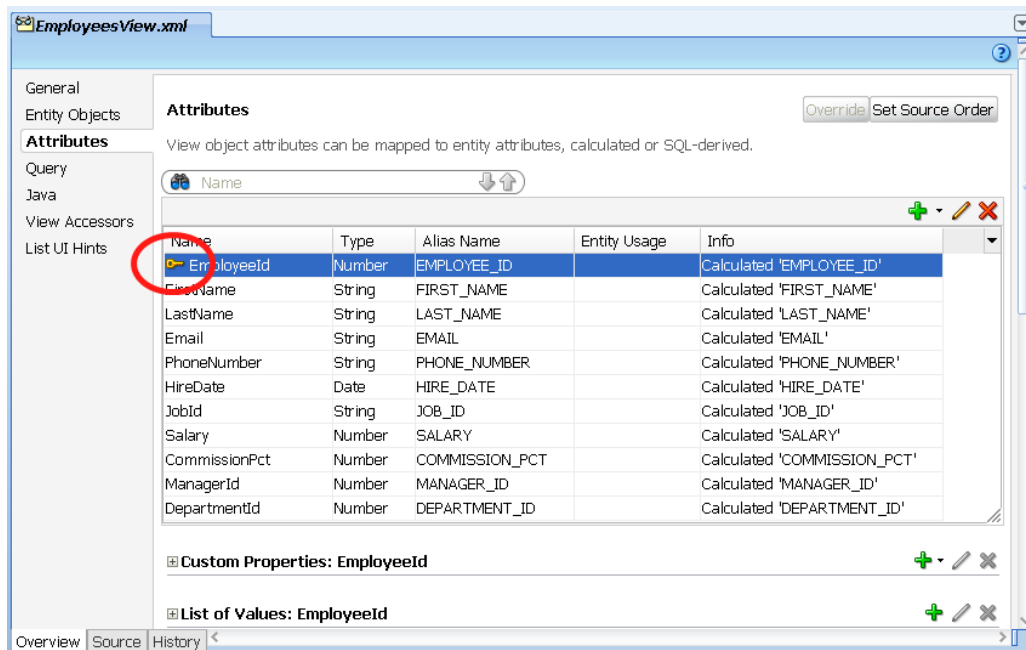 EmployeesView.xml
General
Entity Objects
Attributes
Query
Java
View Accessors
List UI Hints
Attributes
Override Set Source Order
View object attributes can be mapped to entity attributes, calculated or SQL-derived.
Name
Name Type Alias Name Entity Usage Info
EmployeeId Number EMPLOYEE_ID Calculated 'EMPLOYEE_ID'
FirstName String FIRST_NAME Calculated 'FIRST_NAME'
LastName String LAST_NAME Calculated 'LAST_NAME'
Email String EMAIL Calculated 'EMAIL'
PhoneNumber String PHONE_NUMBER Calculated 'PHONE_NUMBER'
HireDate Date HIRE_DATE Calculated 'HIRE_DATE'
JobId String JOB_ID Calculated 'JOB_ID'
Salary Number SALARY Calculated 'SALARY'
CommissionPct Number COMMISSION_PCT Calculated 'COMMISSION_PCT'
ManagerId Number MANAGER_ID Calculated 'MANAGER_ID'
DepartmentId Number DEPARTMENT_ID Calculated 'DEPARTMENT_ID'
Custom Properties: EmployeeId
List of Values: EmployeeId
Overview Source History